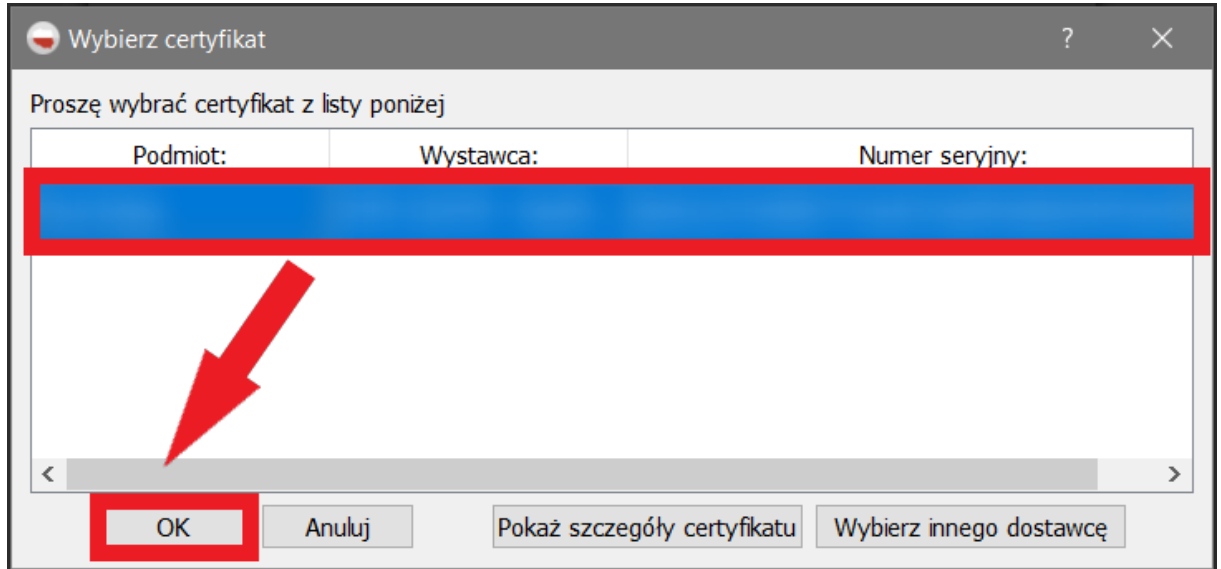 Wybierz certyfikat
Proszę wybrać certyfikat z listy poniżej
Podmiot: Wystawca: Numer seryjny:
OK Anuluj Pokaż szczegóły certyfikatu Wybierz innego dostawcę